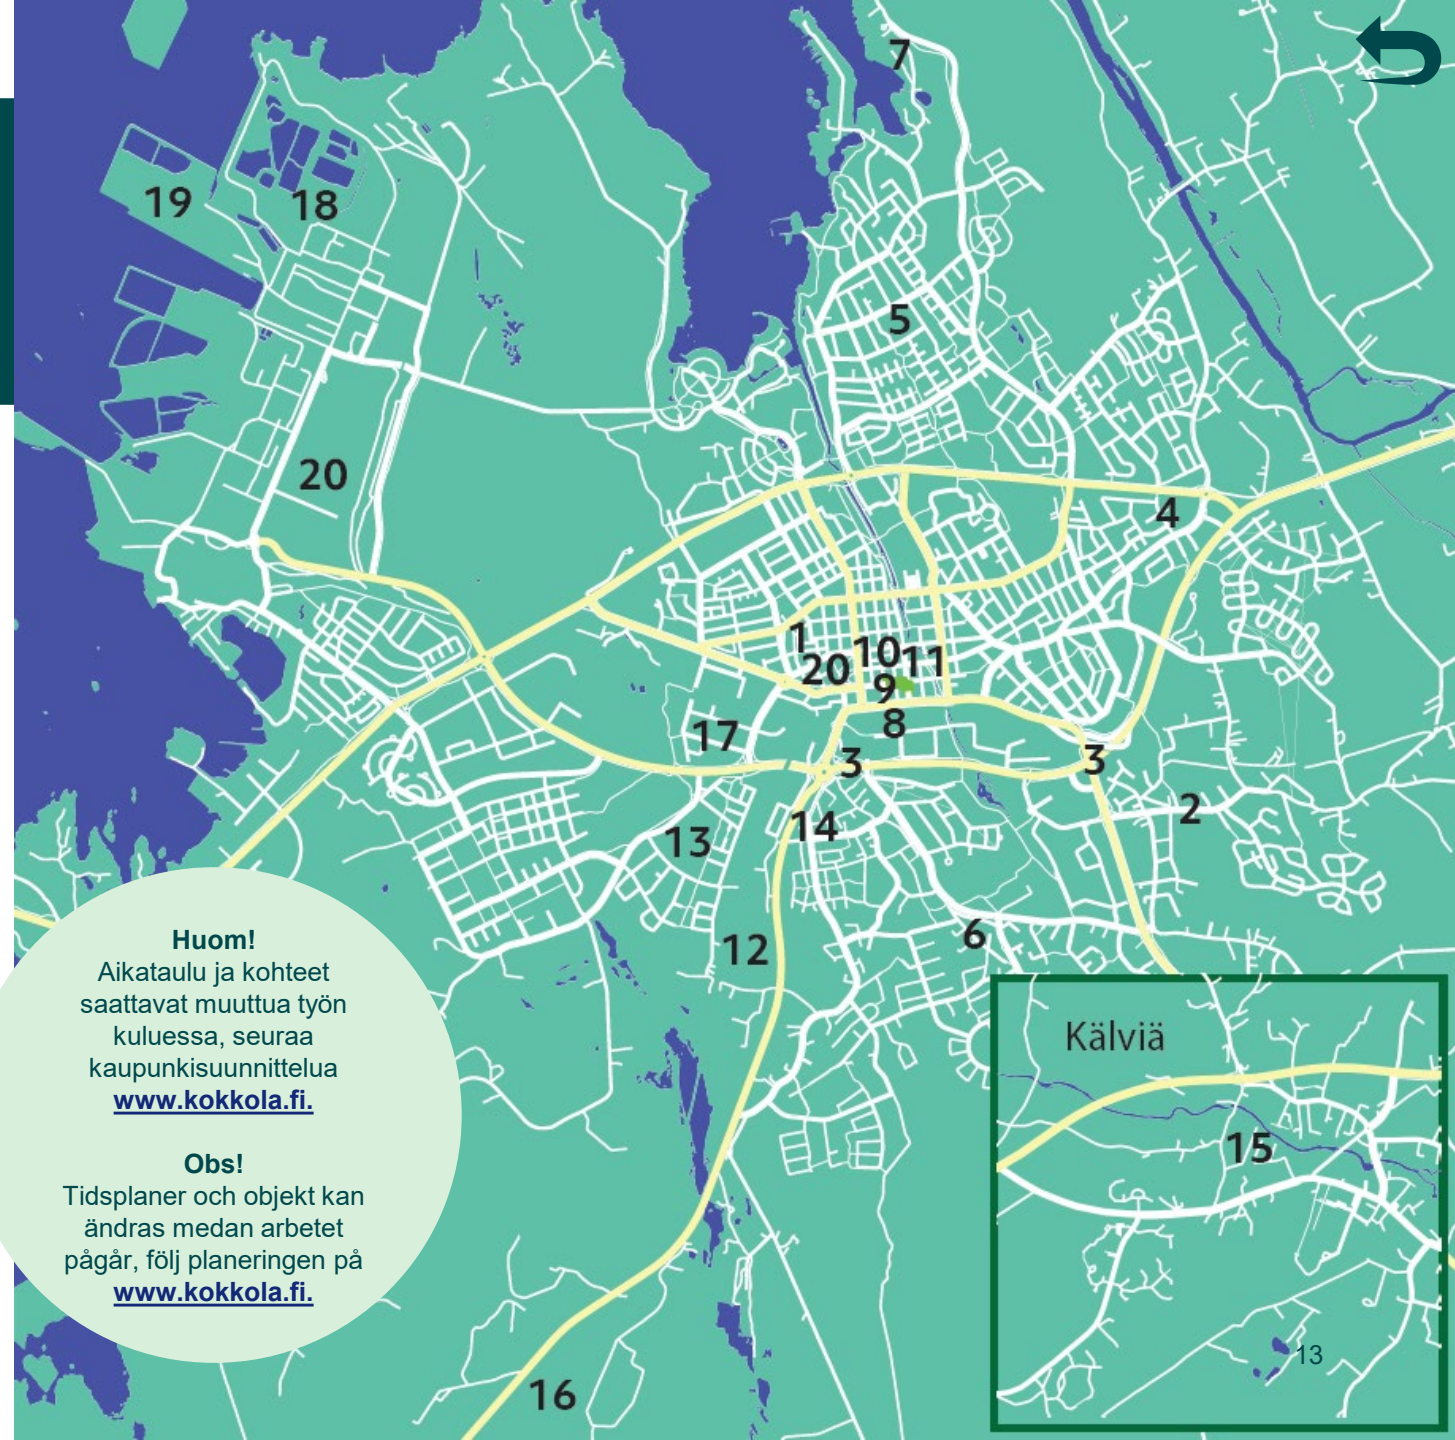 7
19
18
5
20
4
1
10
11
20
9
8
17
3
3
2
14
13
6
12
16
Huom!
Aikataulu ja kohteet
saattavat muuttua työn
kuluessa, seuraa
kaupunkisuunnittelua
www.kokkola.fi.
Obs!
Tidsplaner och objekt kan
ändras medan arbetet
pågår, följ planeringen på
www.kokkola.fi.
Kälviä
15
13